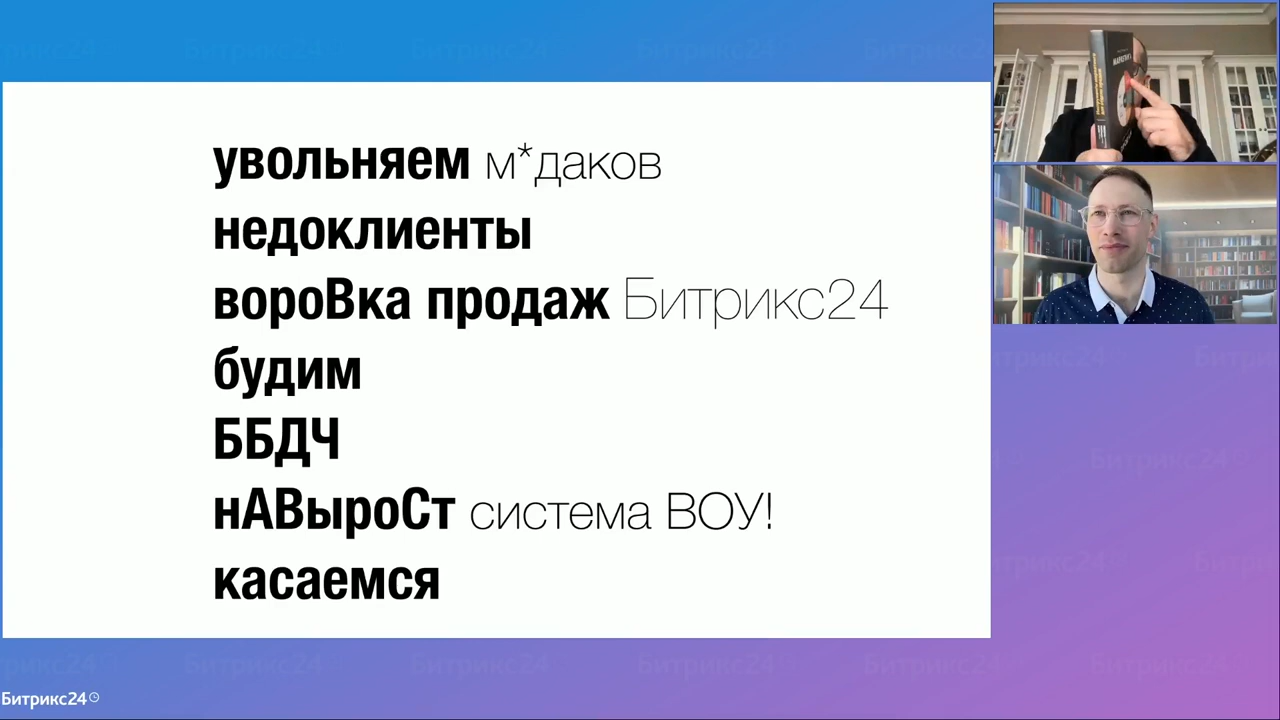 увольняем м*даков
недоклиенты
вороВка продаж Битрикс24
будим
ББДЧ
нАВыроСт система ВОУ!
касаемся
Битрикс24